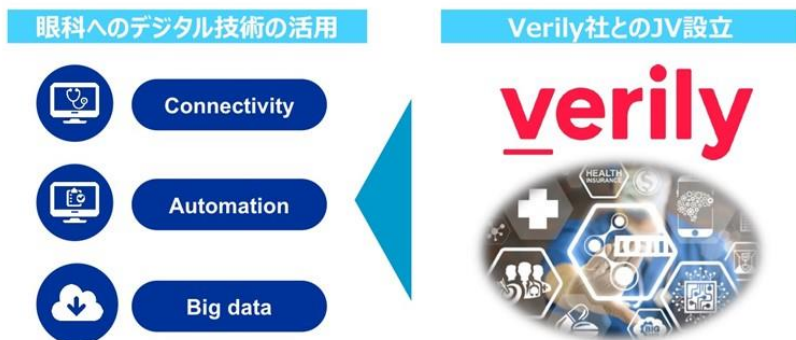 眼科へのデジタル技術の活用
Connectivity
Automation
Big data
Verily社とのJV設立
verily
HEALTH
INSURANCE
BIG